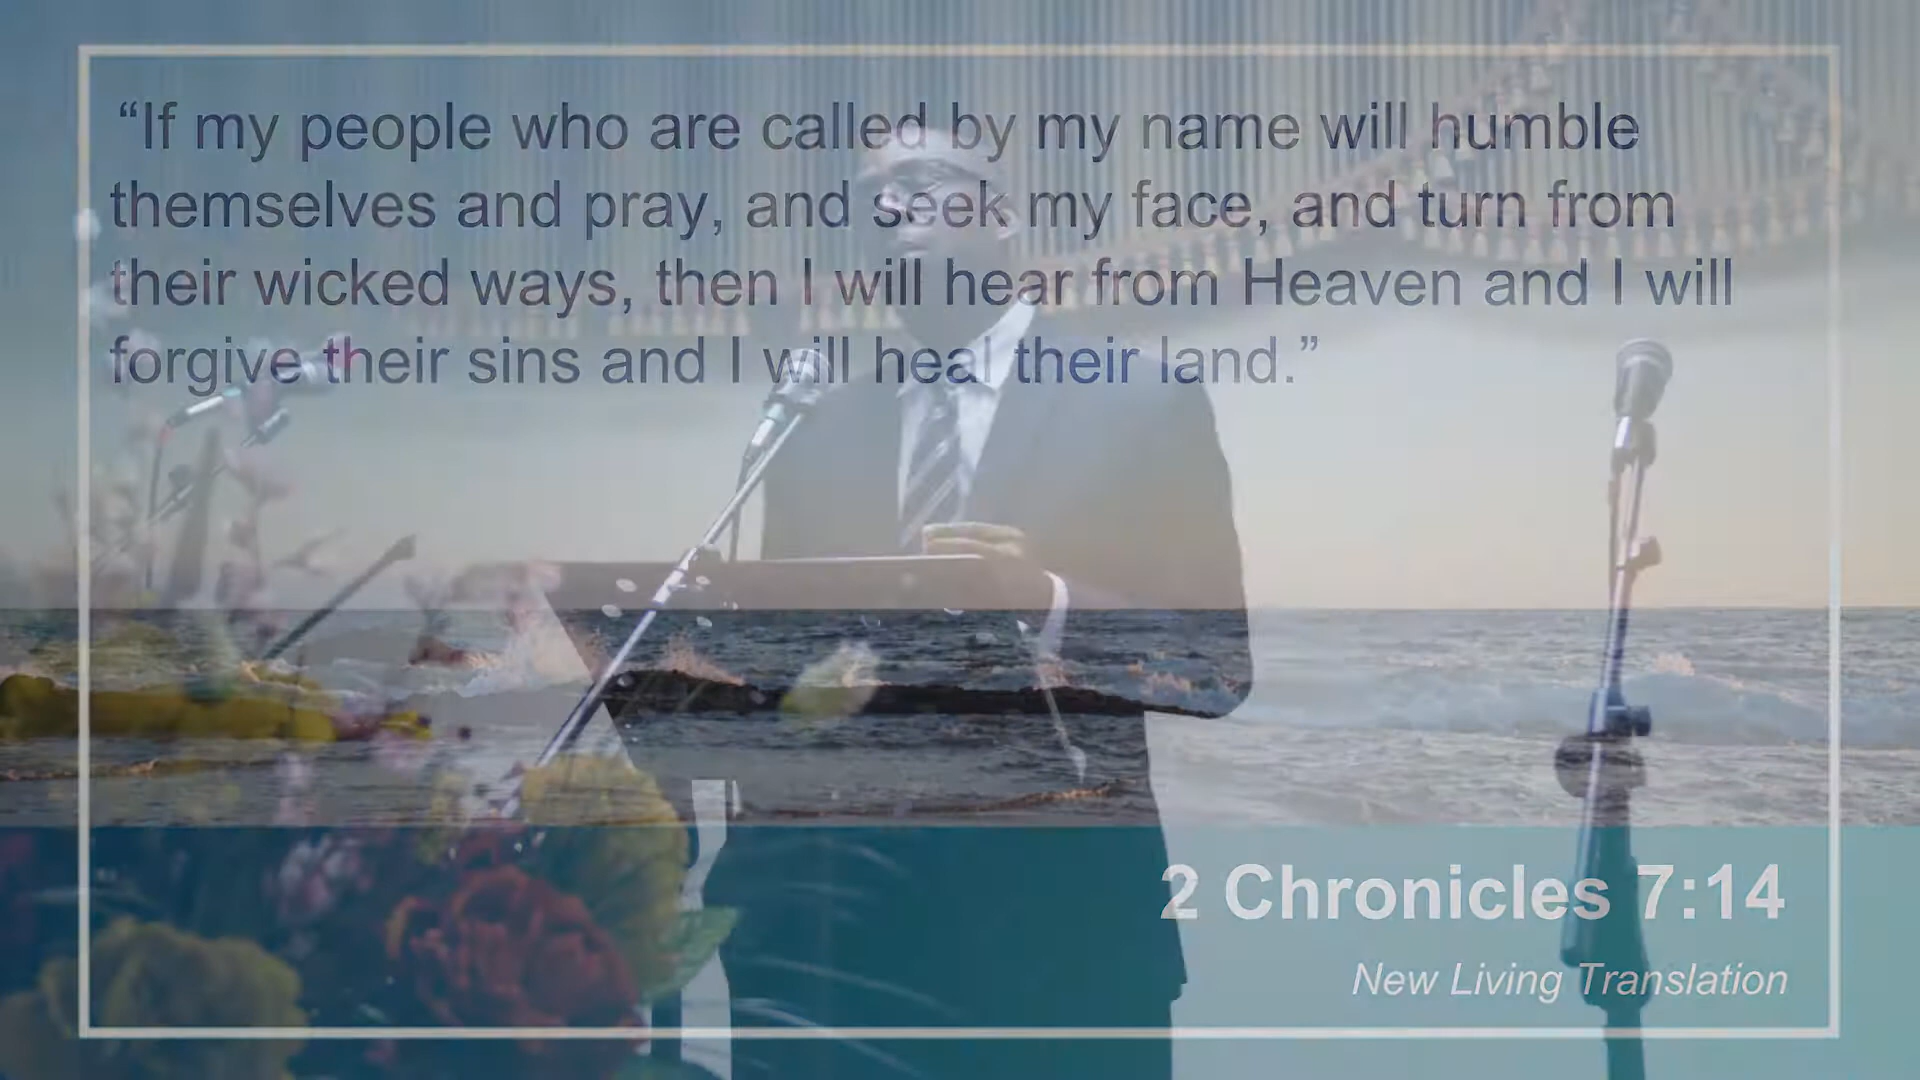 “If my people who are called by my name will humble
themselves and pray, and seek my face, and turn from
their wicked ways, then I will hear from Heaven and I will
forgive their sins and I will heal their land.”
2 Chronicles 7:14
New Living Translation